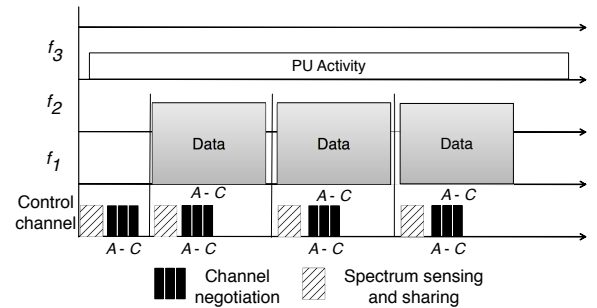 f3
PU Activity
f2
Data Data Data
f1
A - C A - C A - C
Control
channel
A - C A - C A - C A - C
Channel
negotiation
Spectrum sensing
and sharing